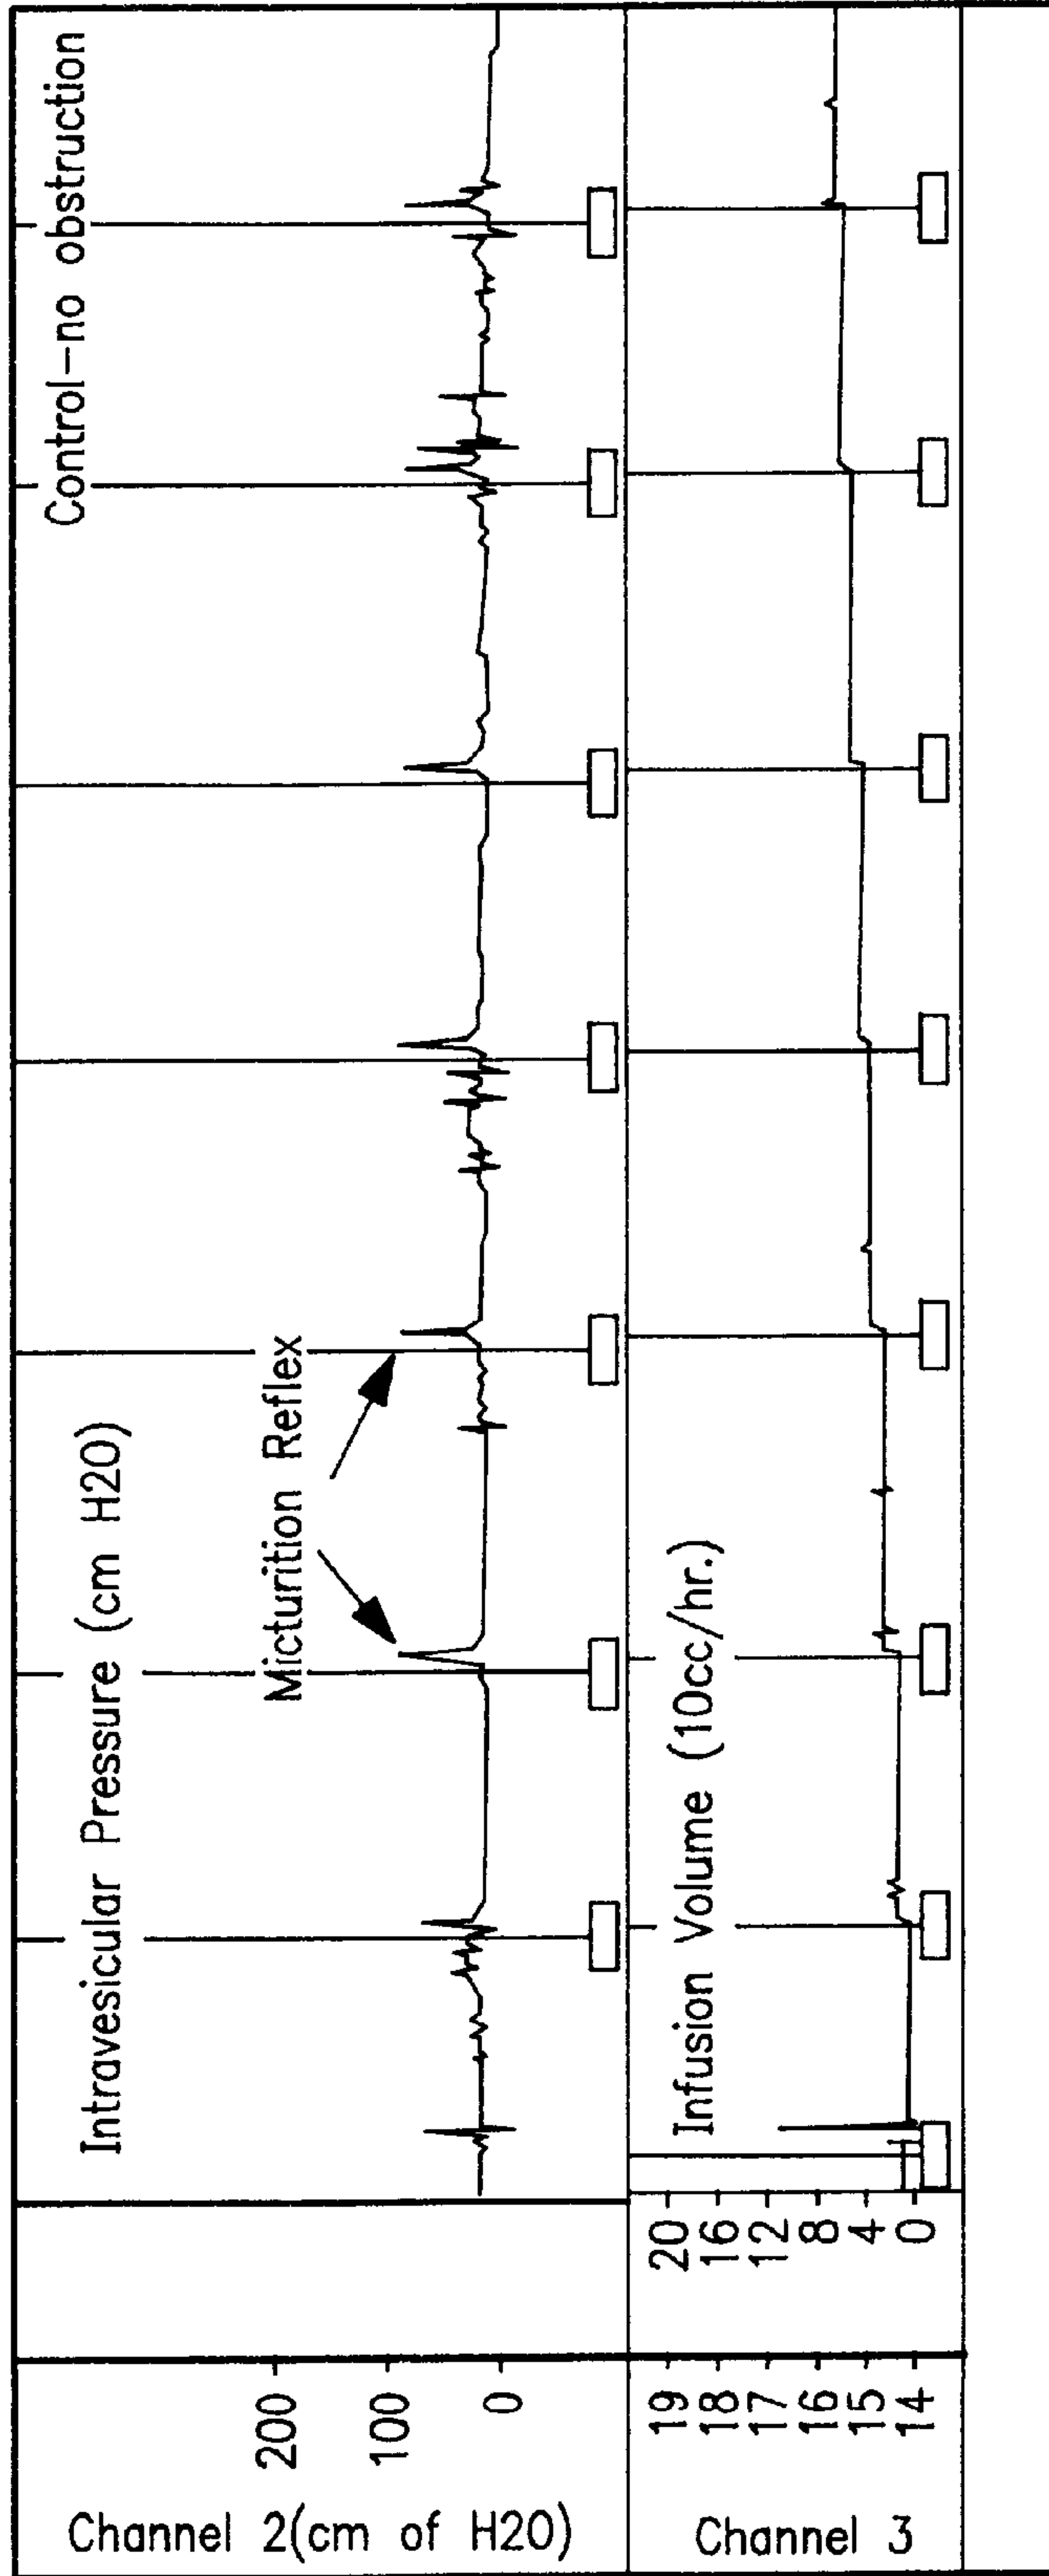 Control-no obstruction
Intravesicular Pressure (cm H20)
Micturition Reflex
200
100
0
Channel 2(cm of H20)
Infusion Volume (10cc/hr.)
20
16
12
8
4
0
19
18
17
16
15
14
Channel 3